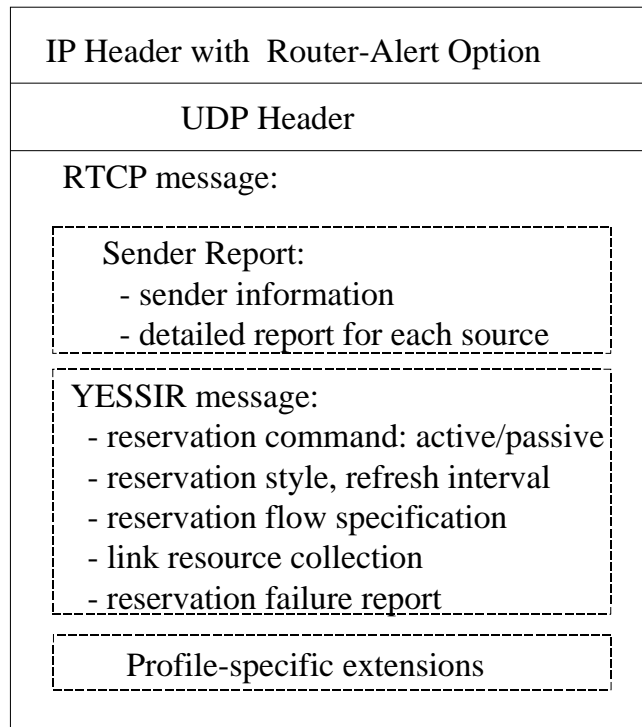 IP Header with Router-Alert Option
UDP Header
RTCP message:
Sender Report:
- sender information
- detailed report for each source
YESSIR message:
- reservation command: active/passive
- reservation style, refresh interval
- reservation flow specification
- link resource collection
- reservation failure report
Profile-specific extensions